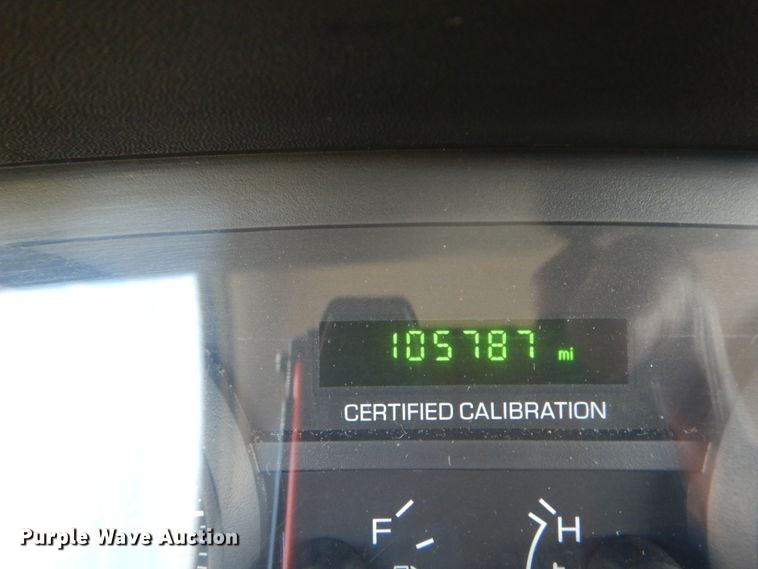 105787 mi
CERTIFIED CALIBRATION
F H
Purple Wave Auction